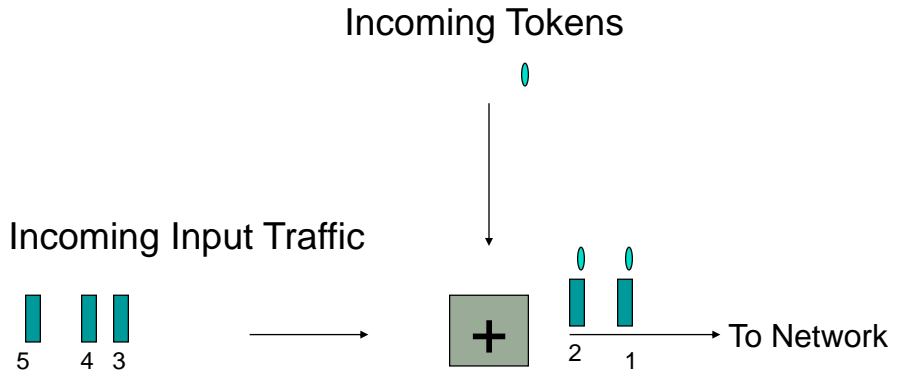 Incoming Tokens
Incoming Input Traffic
5 4 3
+
2 1
To Network